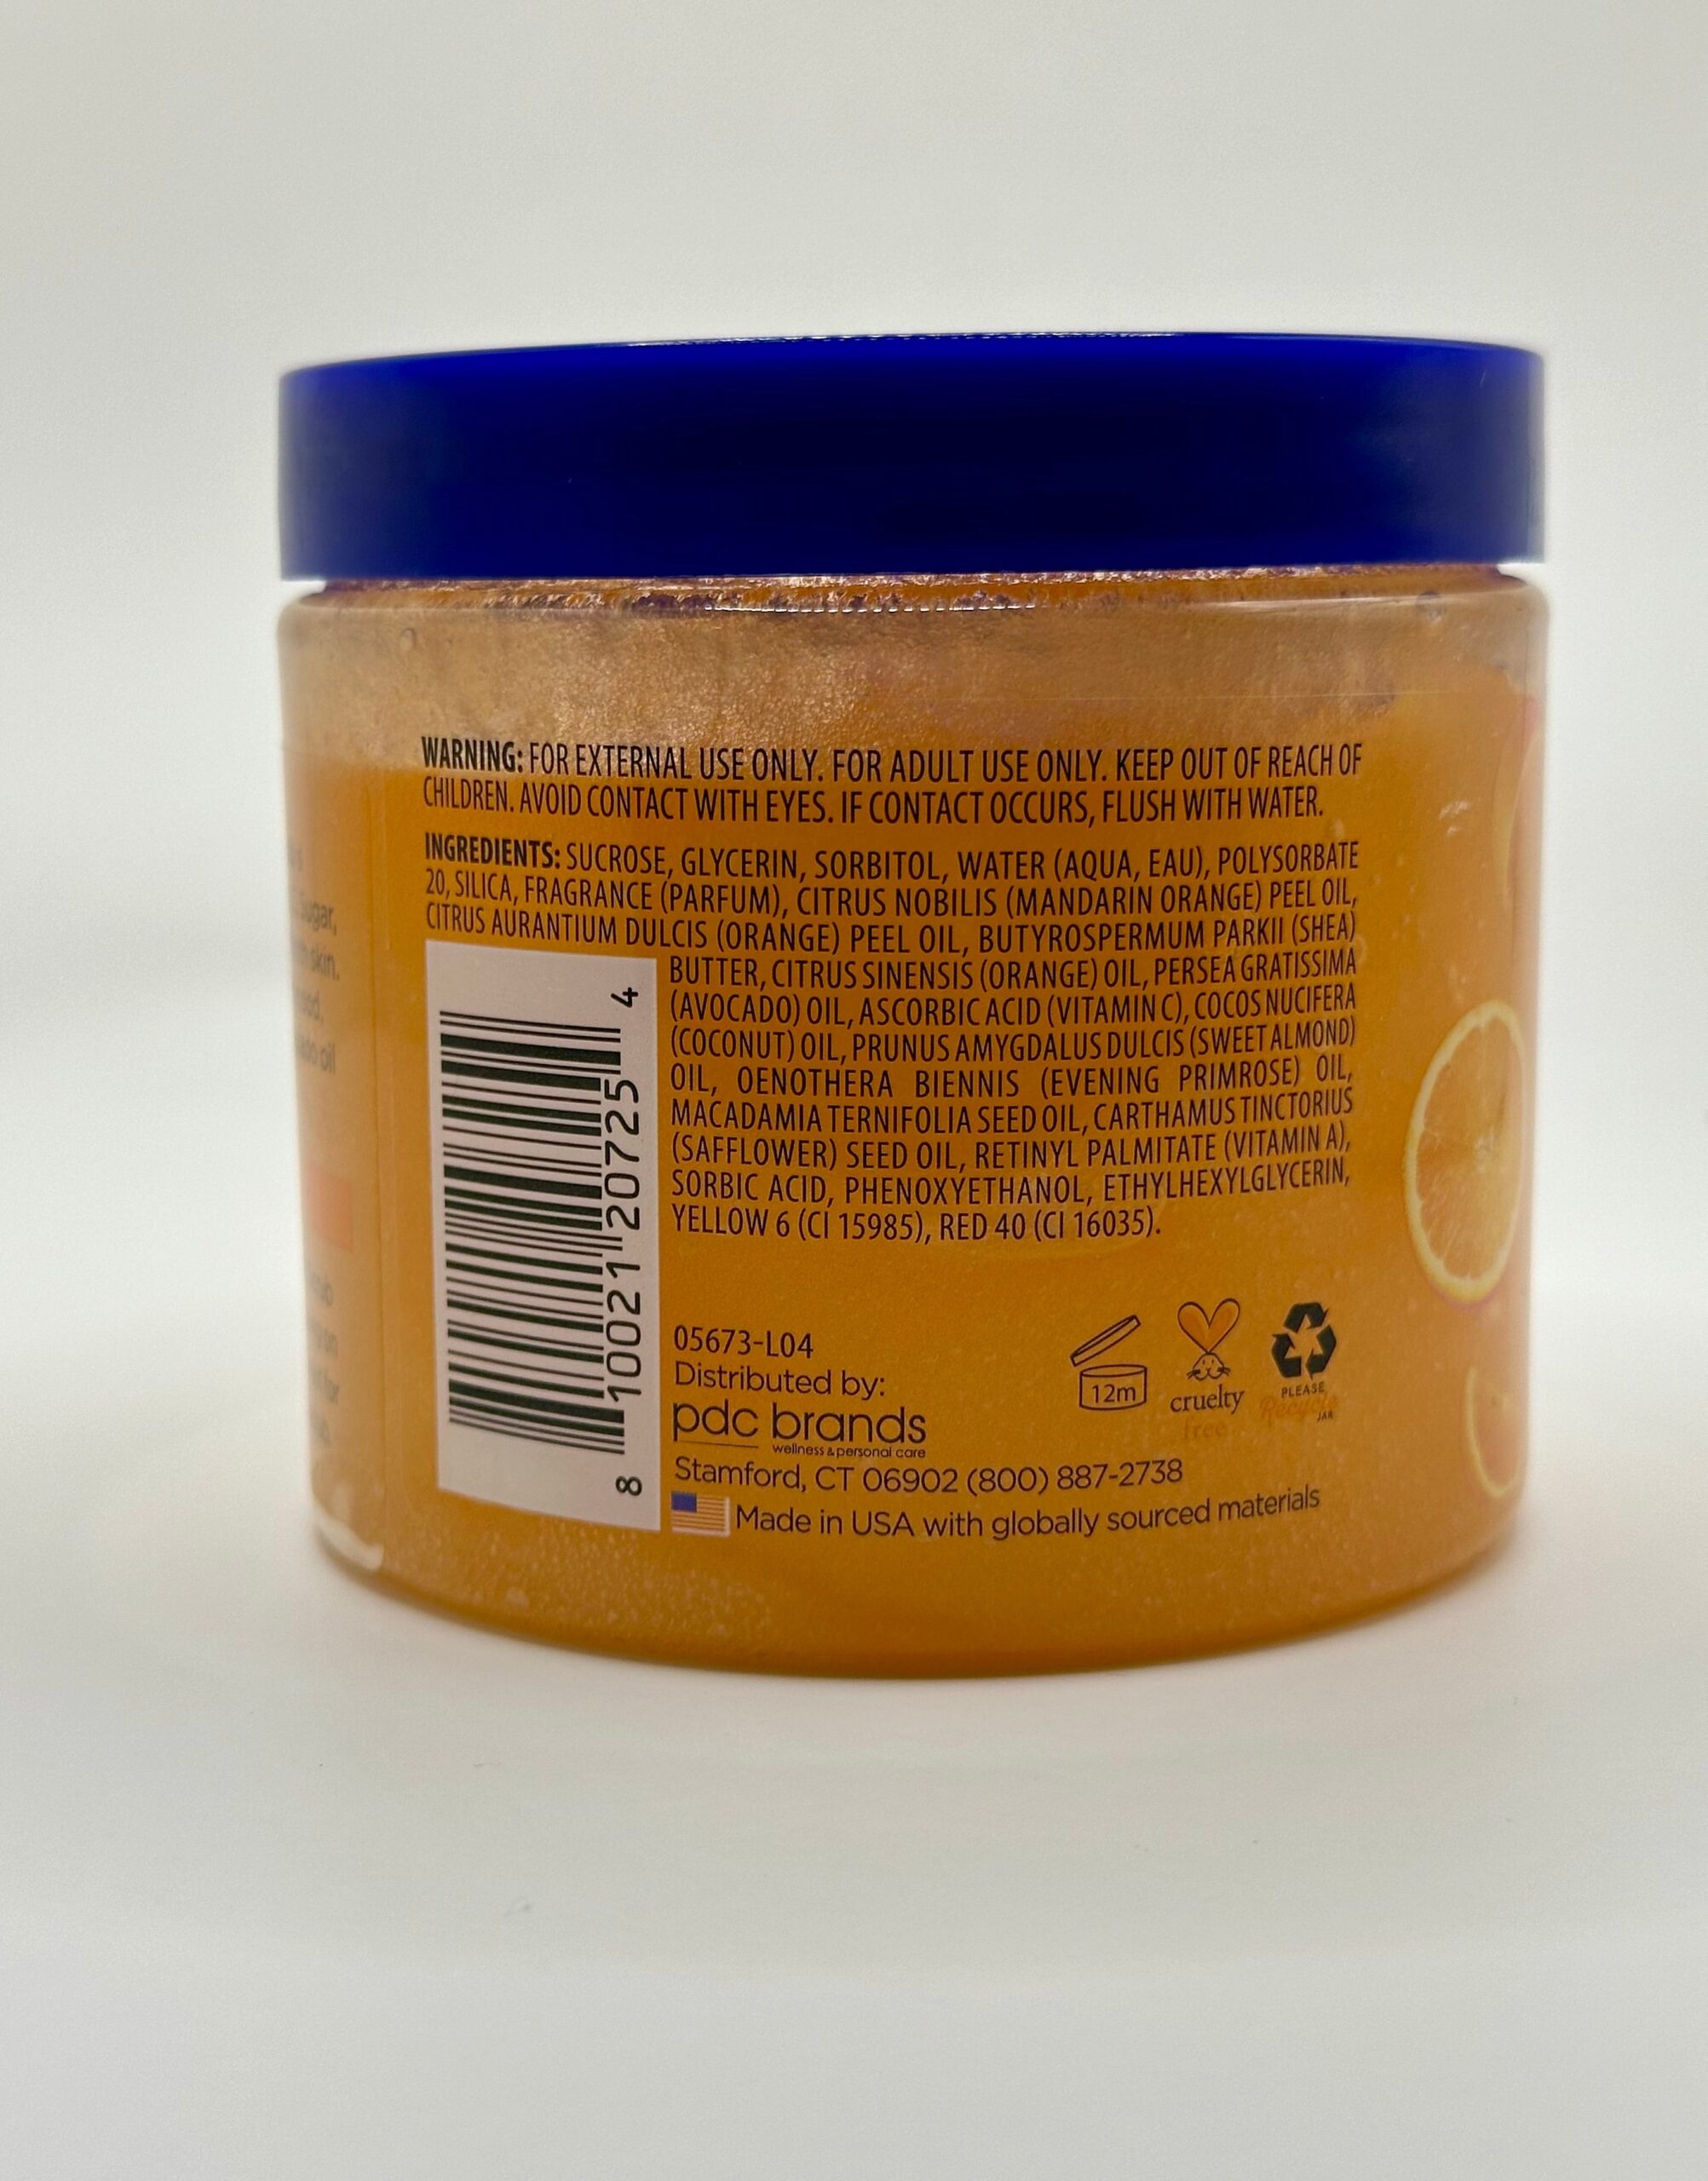 WARNING: FOR EXTERNAL USE ONLY. FOR ADULT USE ONLY. KEEP OUT OF REACH OF
CHILDREN. AVOID CONTACT WITH EYES. IF CONTACT OCCURS, FLUSH WITH WATER.
INGREDIENTS: SUCROSE, GLYCERIN, SORBITOL, WATER (AQUA, EAU), POLYSORBATE
20, SILICA, FRAGRANCE (PARFUM), CITRUS NOBILIS (MANDARIN ORANGE) PEEL OIL,
CITRUS AURANTIUM DULCIS (ORANGE) PEEL OIL, BUTYROSPERMUM PARKII (SHEA)
BUTTER, CITRUS SINENSIS (ORANGE) OIL, PERSEA GRATISSIMA
(AVOCADO) OIL, ASCORBIC ACID (VITAMIN C), COCOS NUCIFERA
(COCONUT) OIL, PRUNUS AMYGDALUS DULCIS (SWEET ALMOND)
OIL, OENOTHERA BIENNIS (EVENING PRIMROSE) OIL,
MACADAMIA TERNIFOLIA SEED OIL, CARTHAMUS TINCTORIUS
(SAFFLOWER) SEED OIL, RETINYL PALMITATE (VITAMIN A),
SORBIC ACID, PHENOXYETHANOL, ETHYLHEXYLGLYCERIN,
YELLOW 6 (CI 15985), RED 40 (CI 16035).
8 10021 20725 4
05673-L04
Distributed by:
pdc brands
wellness & personal care
Stamford, CT 06902 (800) 887-2738
Made in USA with globally sourced materials
12m
cruelty
free
PLEASE
Recycle
JAR
Sugar,
skin.
oil
for